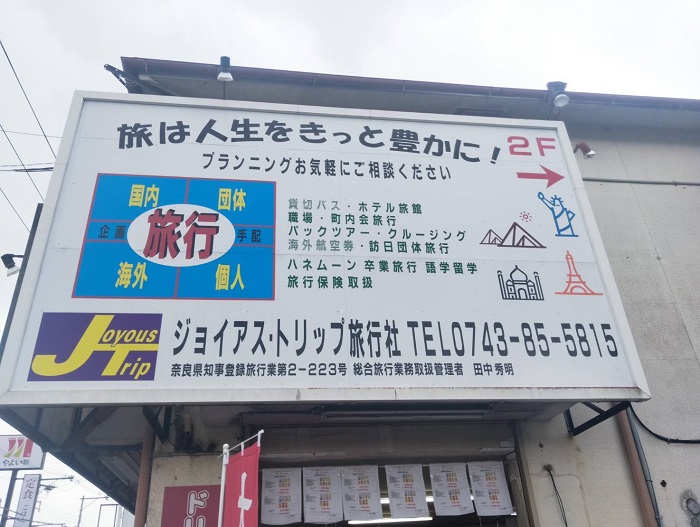 旅は人生をきっと豊かに！
2F
プランニングお気軽にご相談ください
国内 団体
企画 旅行 手配
海外 個人
貸切バス・ホテル旅館
職場・町内会旅行
パックツアー・クルージング
海外航空券・訪日団体旅行
ハネムーン 卒業旅行 語学留学
旅行保険取扱
Joyous
Trip
ジョイアス・トリップ旅行社 TEL0743-85-5815
奈良県知事登録旅行業第2-223号 総合旅行業務取扱管理者 田中秀明
やよい軒
定食